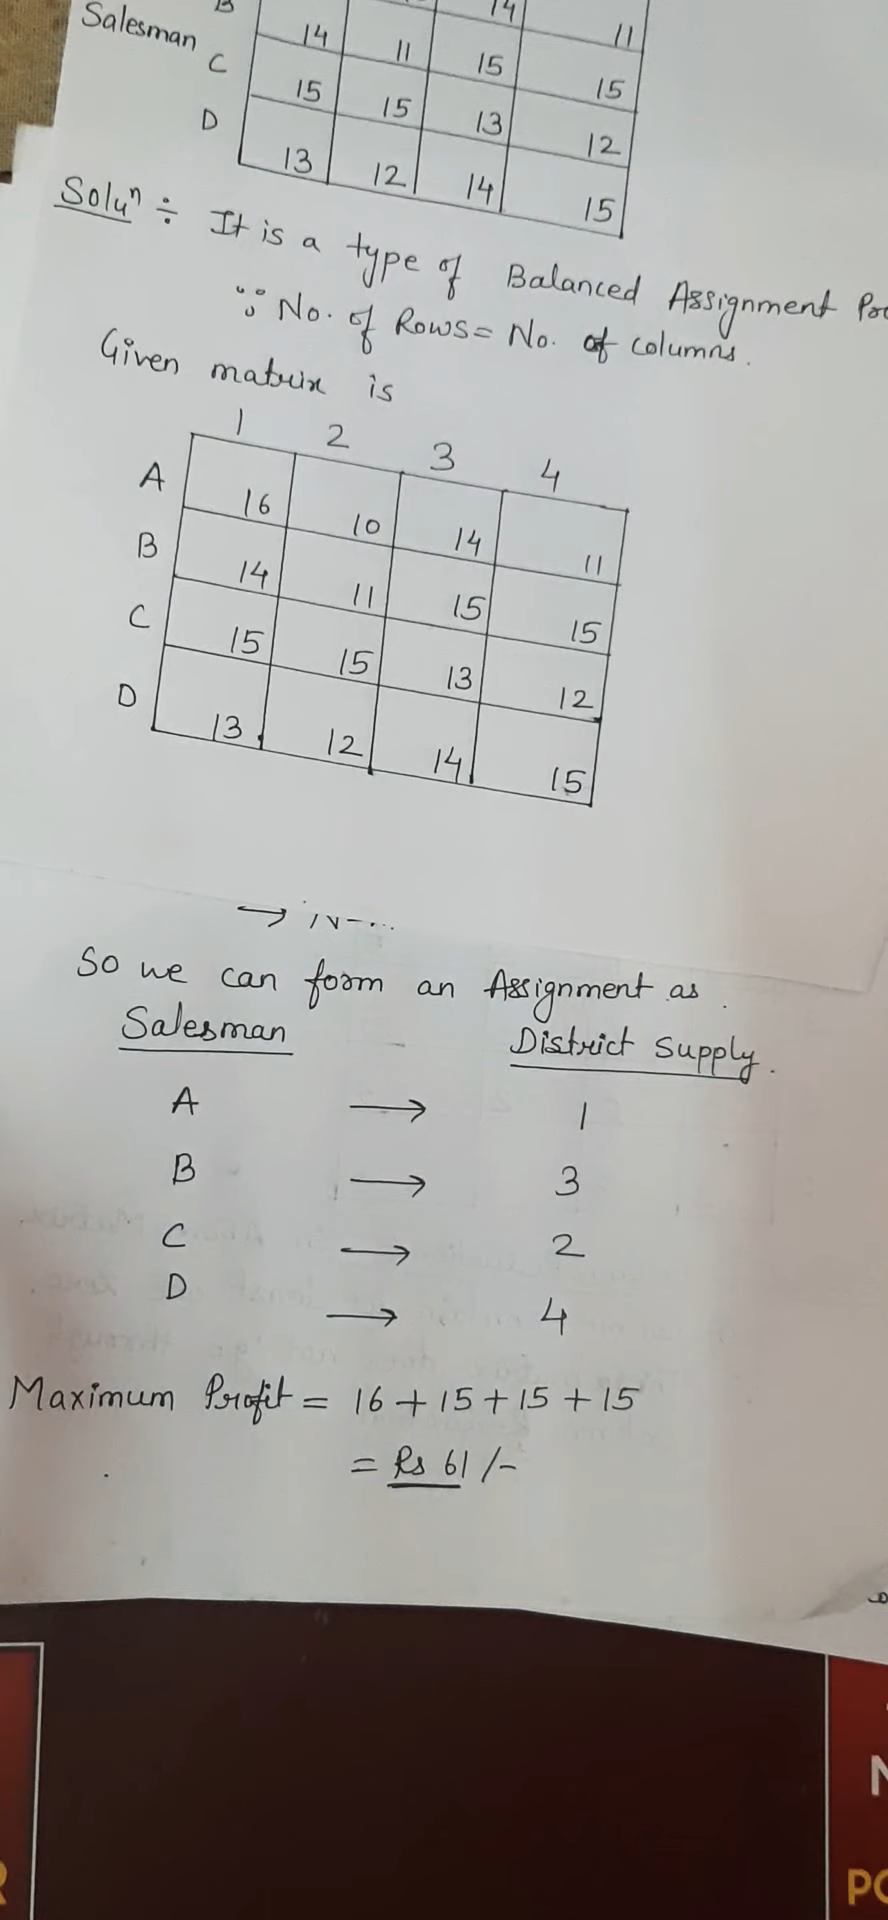 B 14 11
Salesman 14 11 15 15
C 15 15 13 12
D 13 12 14 15
Soluⁿ ÷ It is a type of Balanced Assignment
∵ No. of Rows = No. of columns.
Given matrix is
1 2 3 4
A 16 10 14 11
B 14 11 15 15
C 15 15 13 12
D 13 12 14 15
So we can form an Assignment as.
Salesman District Supply.
A → 1
B → 3
C → 2
D → 4
Maximum Profit = 16 + 15 + 15 + 15
= Rs 61/-